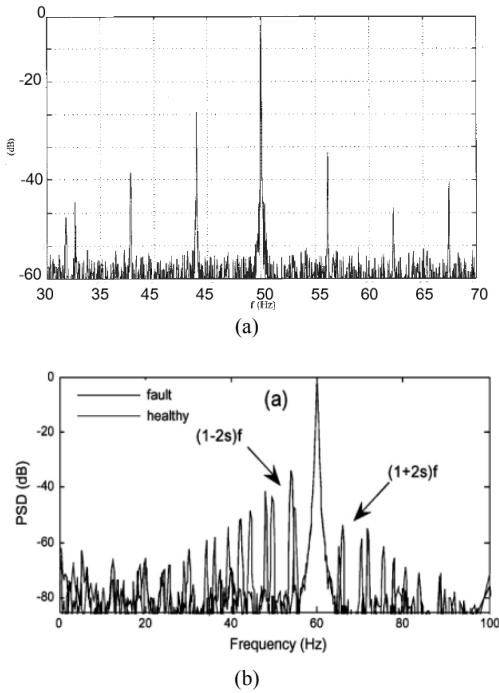 0
-20
(dB)
-40
-60
30 35 45 45 50 55 60 65 70
f (Hz)
(a)
0
fault
healthy
(a)
(1-2s)f
-20
(1+2s)f
-40
PSD (dB)
-60
-80
0 20 40 60 80 100
Frequency (Hz)
(b)